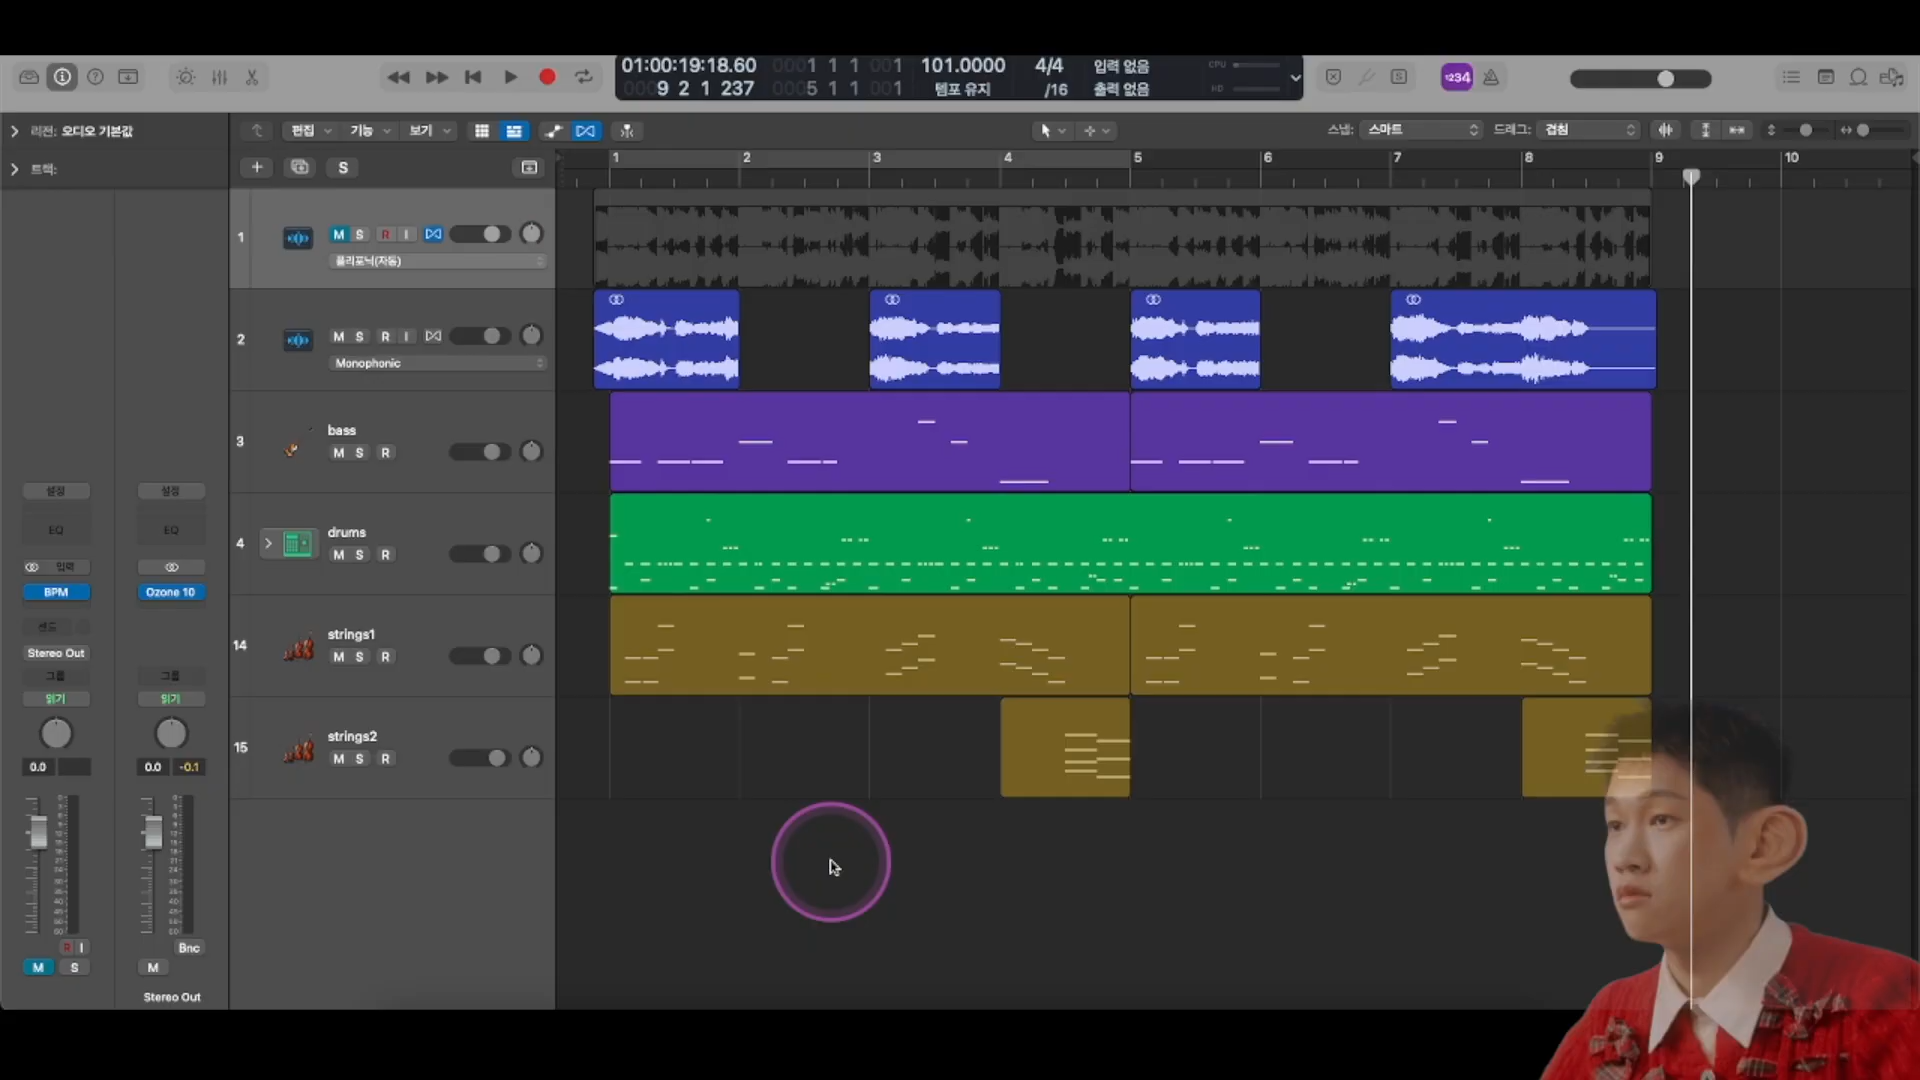 01:00:19:18.60
0001 1 1 001
101.0000
4/4
입력 없음
CPU
1234
0009 2 1 237
0005 1 1 001
템포 유지
/16
출력 없음
HD
리전: 오디오 기본값
편집
기능
보기
스냅: 스마트
드래그: 겹침
트랙:
S
1 2 3 4 5 6 7 8 9 10
1
M S R I
폴리포닉(자동)
2
M S R I
Monophonic
3
bass
M S R
4
drums
M S R
14
strings1
M S R
15
strings2
M S R
설정
설정
EQ
EQ
입력
BPM
Ozone 10
센드
Stereo Out
그룹
그룹
읽기
읽기
0.0
0.0
-0.1
R I
Bnc
M S
M
Stereo Out